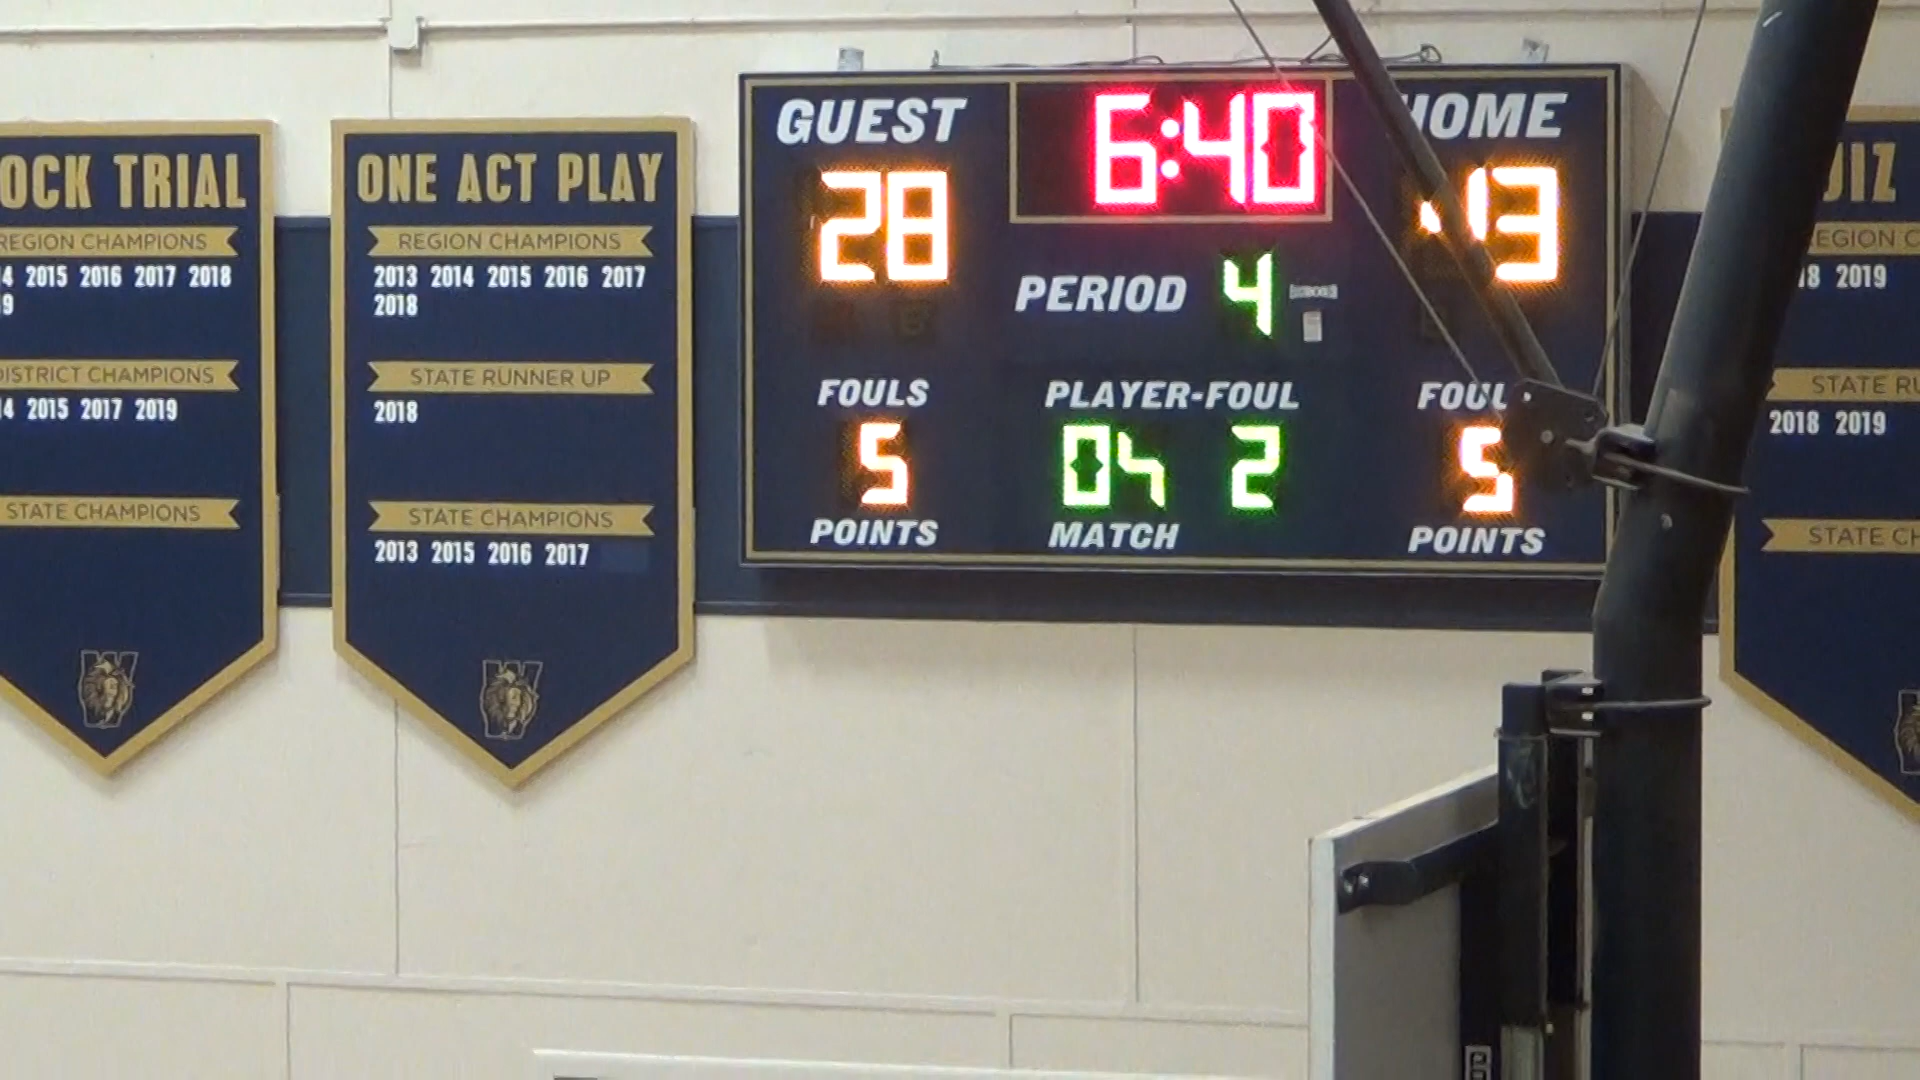 OCK TRIAL
REGION CHAMPIONS
4 2015 2016 2017 2018
9
DISTRICT CHAMPIONS
4 2015 2017 2019
STATE CHAMPIONS
ONE ACT PLAY
REGION CHAMPIONS
2013 2014 2015 2016 2017
2018
STATE RUNNER UP
2018
STATE CHAMPIONS
2013 2015 2016 2017
W
GUEST
6:40
HOME
28
3
PERIOD 4
FOULS
PLAYER-FOUL
FOUL
5
04 2
5
POINTS
MATCH
POINTS
UIZ
EGION C
18 2019
STATE RU
2018 2019
STATE CH